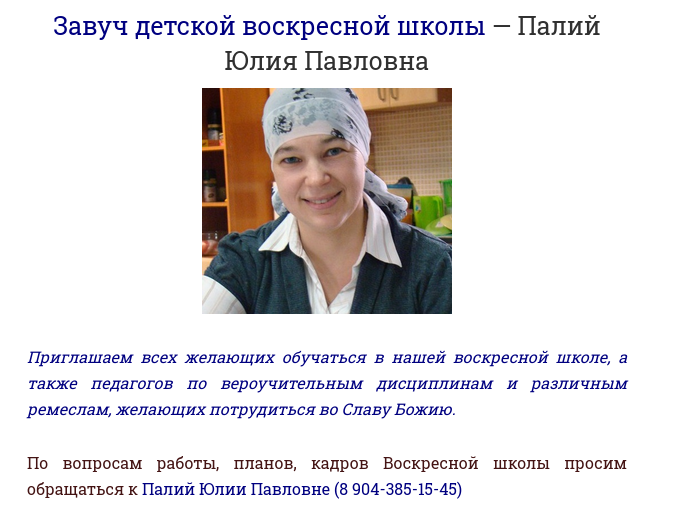 Завуч детской воскресной школы — Палий
Юлия Павловна
Приглашаем всех желающих обучаться в нашей воскресной школе, а
также педагогов по вероучительным дисциплинам и различным
ремеслам, желающих потрудиться во Славу Божию.
По вопросам работы, планов, кадров Воскресной школы просим
обращаться к Палий Юлии Павловне (8 904-385-15-45)